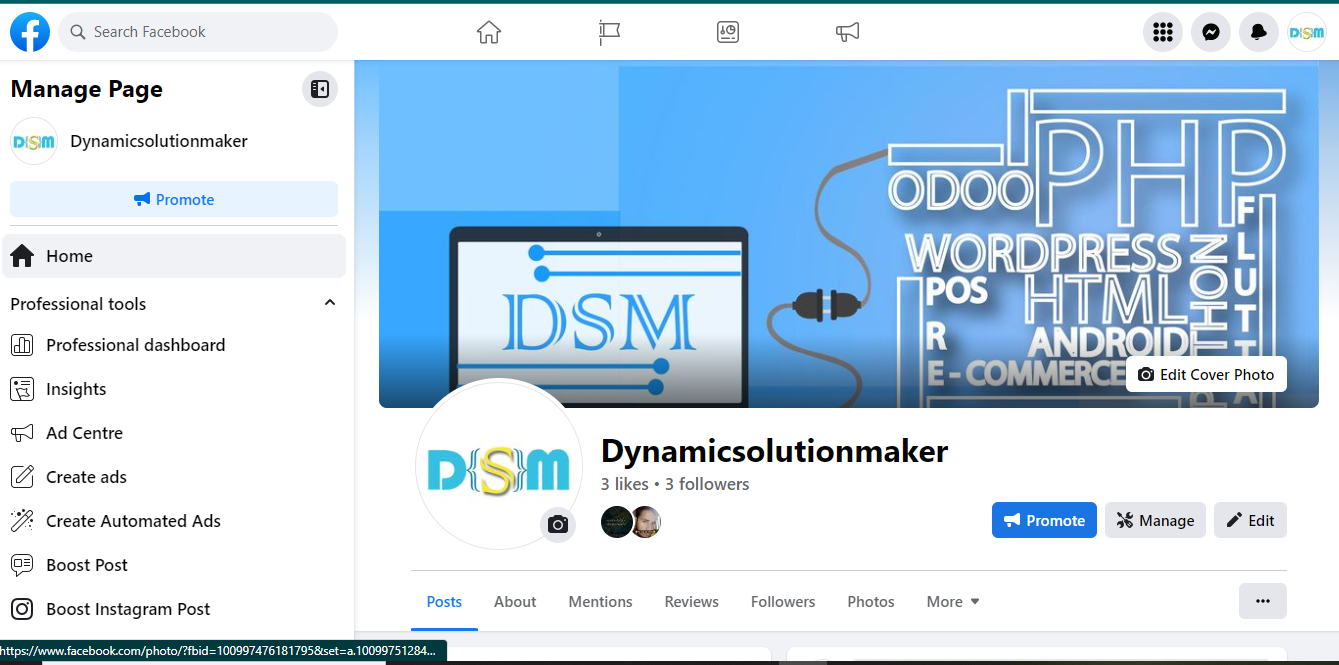 Search Facebook
DSM
Manage Page
DSM
Dynamicsolutionmaker
Promote
Home
Professional tools
Professional dashboard
Insights
Ad Centre
Create ads
Create Automated Ads
Boost Post
Boost Instagram Post
https://www.facebook.com/photo/?fbid=100997476181795&set=a.10099751284...
DSM
PHP
ODOO
WORDPRESS
FLUTTA
POS
HTML
PYTHON
R
ANDROID
E - COMMERCE
Edit Cover Photo
D{S}M
Dynamicsolutionmaker
3 likes • 3 followers
Promote
Manage
Edit
Posts
About
Mentions
Reviews
Followers
Photos
More